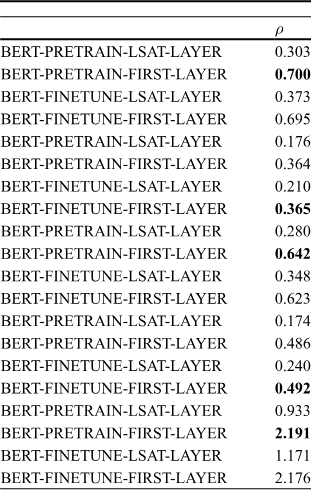 ρ
BERT-PRETRAIN-LSAT-LAYER 0.303
BERT-PRETRAIN-FIRST-LAYER 0.700
BERT-FINETUNE-LSAT-LAYER 0.373
BERT-FINETUNE-FIRST-LAYER 0.695
BERT-PRETRAIN-LSAT-LAYER 0.176
BERT-PRETRAIN-FIRST-LAYER 0.364
BERT-FINETUNE-LSAT-LAYER 0.210
BERT-FINETUNE-FIRST-LAYER 0.365
BERT-PRETRAIN-LSAT-LAYER 0.280
BERT-PRETRAIN-FIRST-LAYER 0.642
BERT-FINETUNE-LSAT-LAYER 0.348
BERT-FINETUNE-FIRST-LAYER 0.623
BERT-PRETRAIN-LSAT-LAYER 0.174
BERT-PRETRAIN-FIRST-LAYER 0.486
BERT-FINETUNE-LSAT-LAYER 0.240
BERT-FINETUNE-FIRST-LAYER 0.492
BERT-PRETRAIN-LSAT-LAYER 0.933
BERT-PRETRAIN-FIRST-LAYER 2.191
BERT-FINETUNE-LSAT-LAYER 1.171
BERT-FINETUNE-FIRST-LAYER 2.176